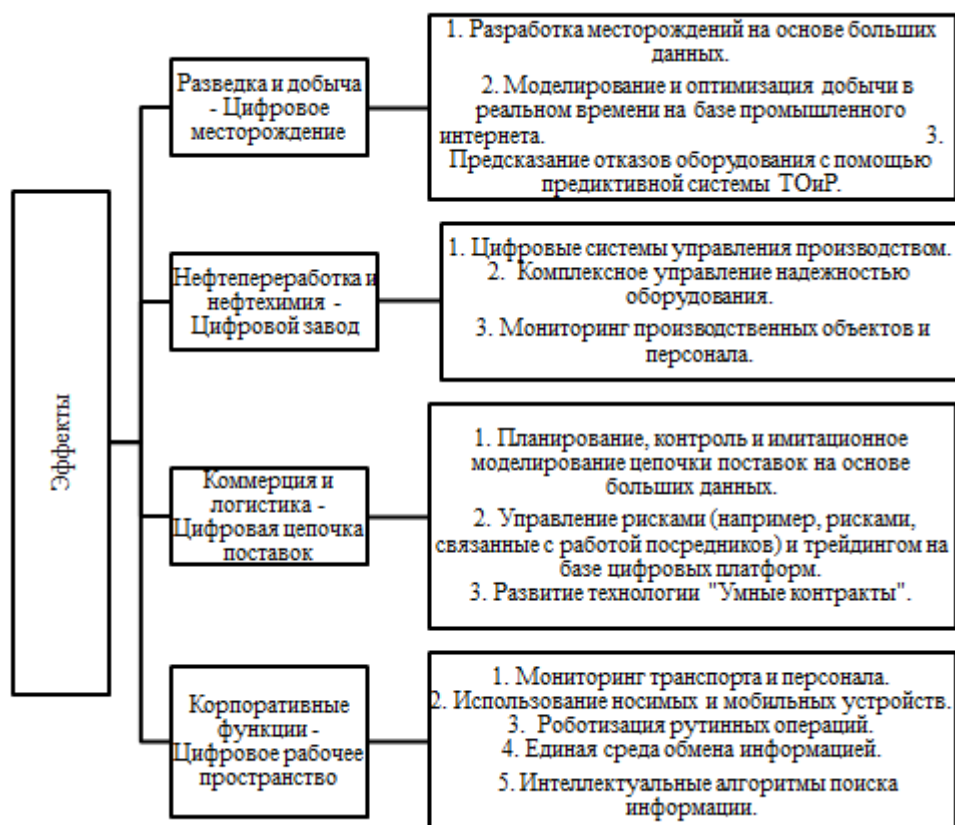 Эффекты
Разведка и добыча
- Цифровое
месторождение
1. Разработка месторождений на основе больших
данных.
2. Моделирование и оптимизация добычи в
реальном времени на базе промышленного
интернета. 3.
Предсказание отказов оборудования с помощью
предиктивной системы ТОиР.
Нефтепереработка и
нефтехимия -
Цифровой завод
1. Цифровые системы управления производством.
2. Комплексное управление надежностью
оборудования.
3. Мониторинг производственных объектов и
персонала.
Коммерция и
логистика -
Цифровая цепочка
поставок
1. Планирование, контроль и имитационное
моделирование цепочки поставок на основе
больших данных.
2. Управление рисками (например, рисками,
связанные с работой посредников) и трейдингом на
базе цифровых платформ.
3. Развитие технологии "Умные контракты".
Корпоративные
функции -
Цифровое рабочее
пространство
1. Мониторинг транспорта и персонала.
2. Использование носимых и мобильных устройств.
3. Роботизация рутинных операций.
4. Единая среда обмена информацией.
5. Интеллектуальные алгоритмы поиска
информации.